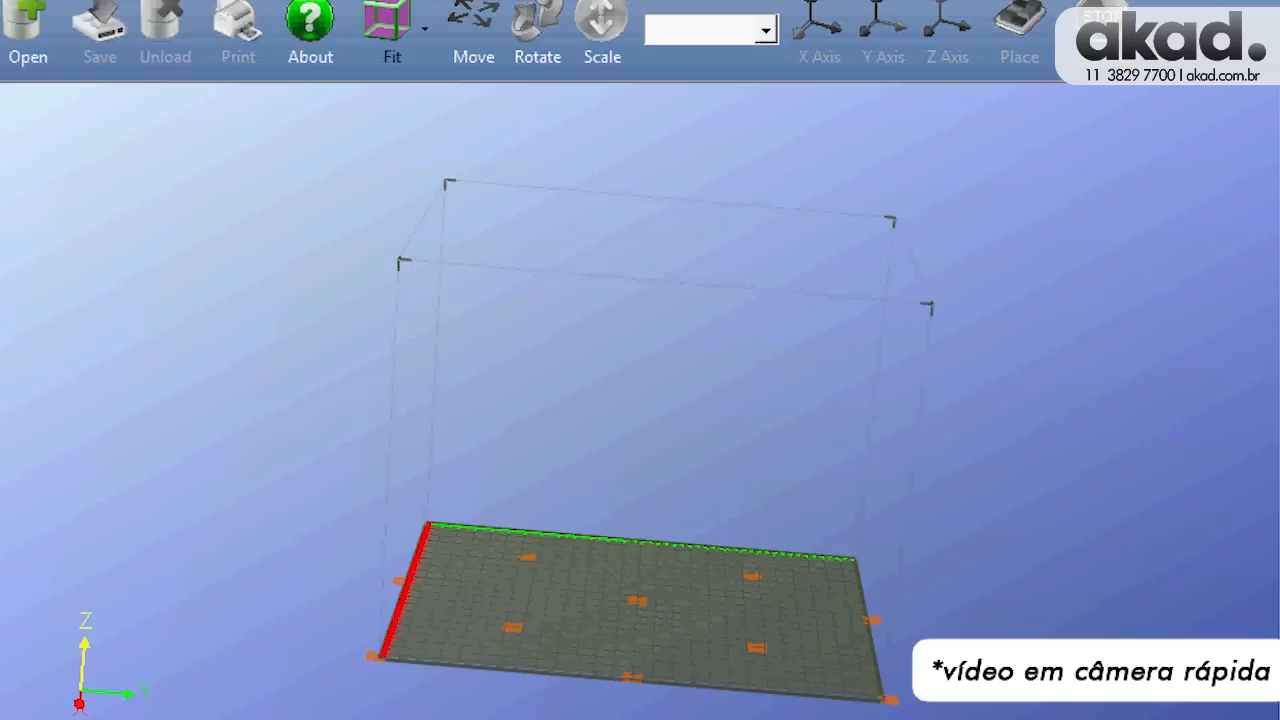 Open Save Unload Print About Fit Move Rotate Scale X Axis Y Axis Z Axis Place
akad.
11 3829 7700 | akad.com.br
Z
Y
*vídeo em câmera rápida